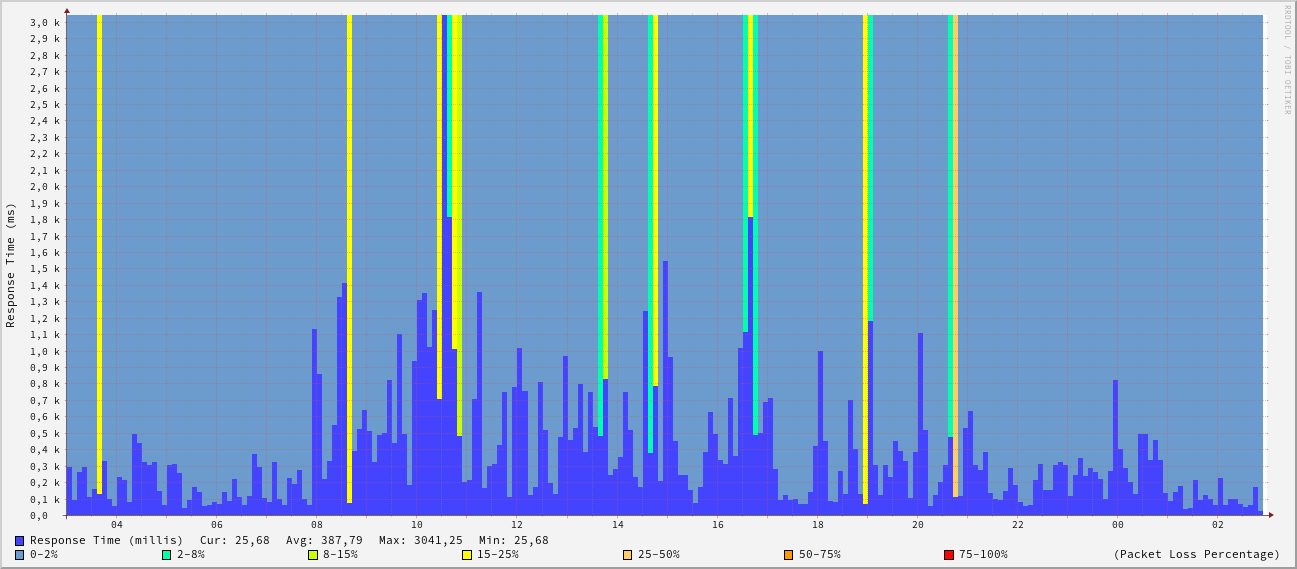 RRDTOOL / TOBI OETIKER
Response Time (ms)
3,0 k
2,9 k
2,8 k
2,7 k
2,6 k
2,5 k
2,4 k
2,3 k
2,2 k
2,1 k
2,0 k
1,9 k
1,8 k
1,7 k
1,6 k
1,5 k
1,4 k
1,3 k
1,2 k
1,1 k
1,0 k
0,9 k
0,8 k
0,7 k
0,6 k
0,5 k
0,4 k
0,3 k
0,2 k
0,1 k
0,0
04 06 08 10 12 14 16 18 20 22 00 02
Response Time (millis) Cur: 25,68 Avg: 387,79 Max: 3041,25 Min: 25,68
0-2% 2-8% 8-15% 15-25% 25-50% 50-75% 75-100% (Packet Loss Percentage)